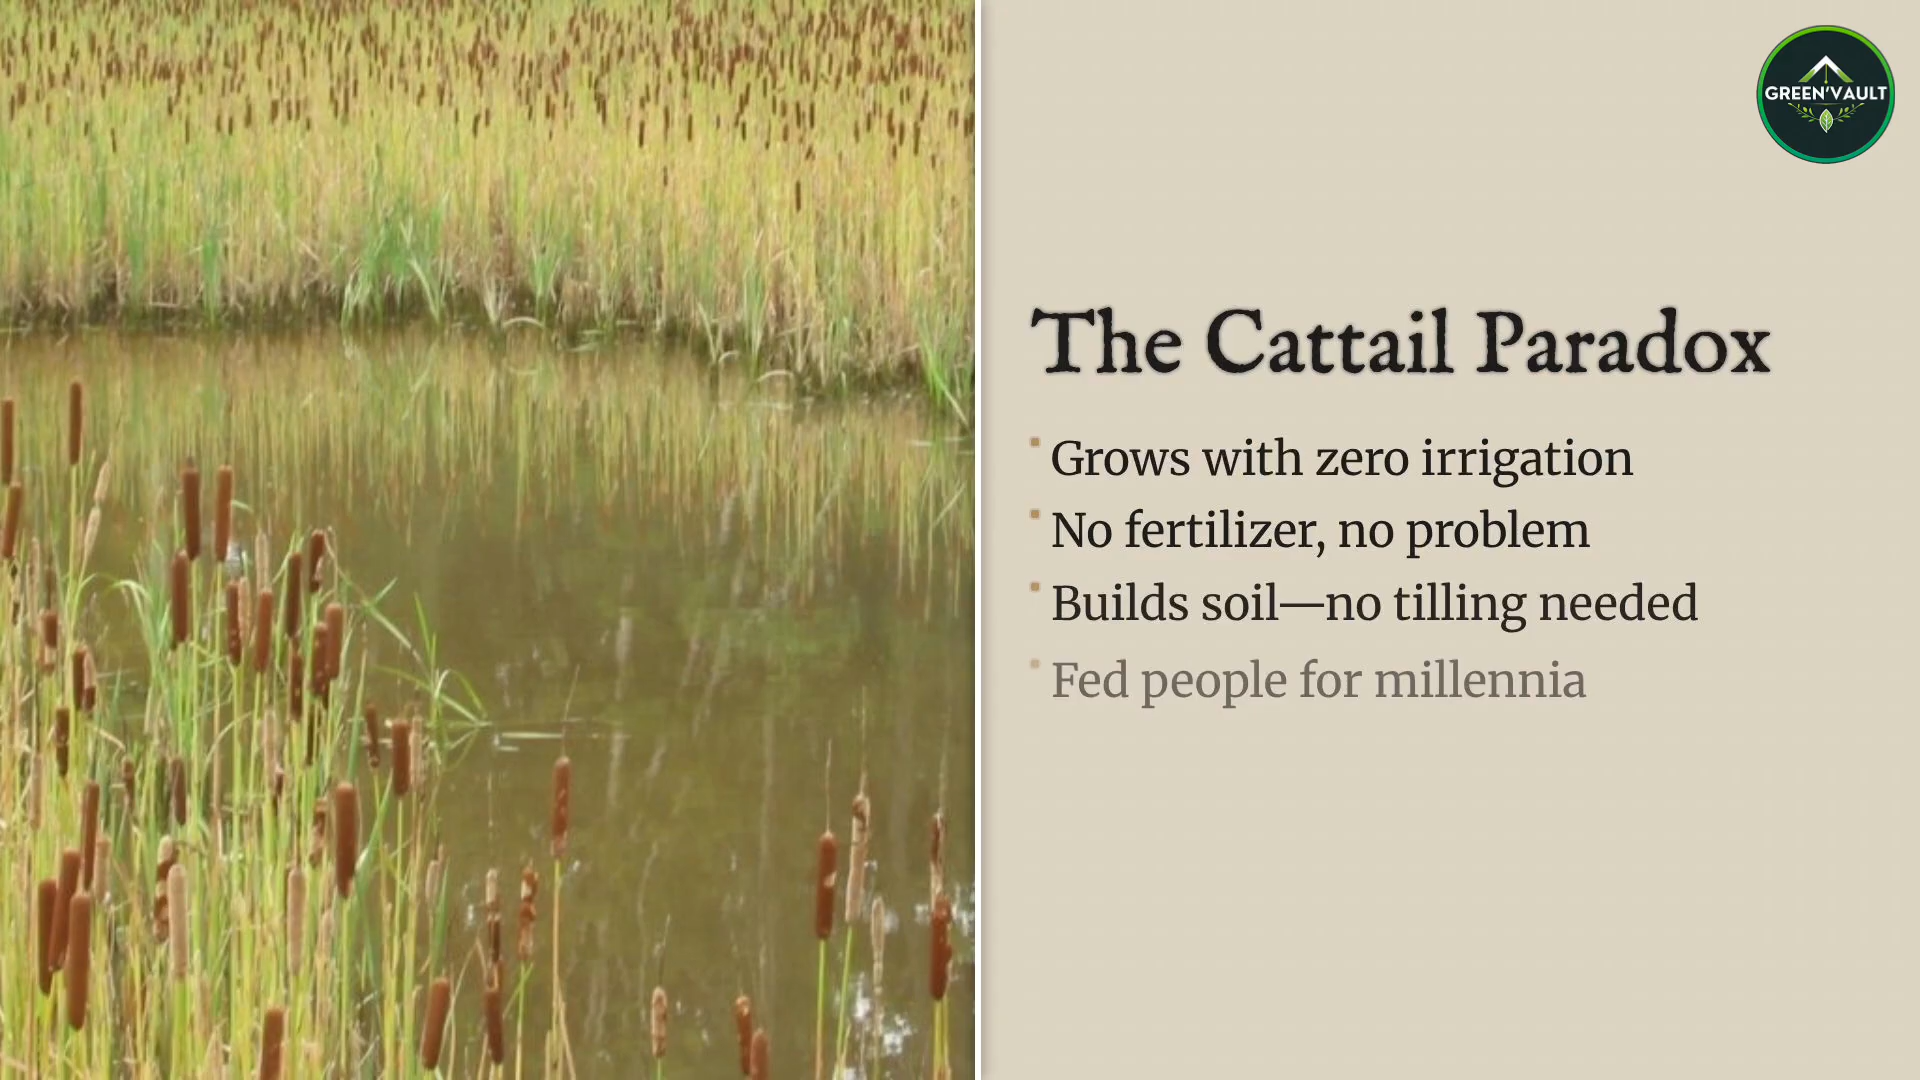 GREEN'VAULT
The Cattail Paradox
Grows with zero irrigation
No fertilizer, no problem
Builds soil—no tilling needed
Fed people for millennia